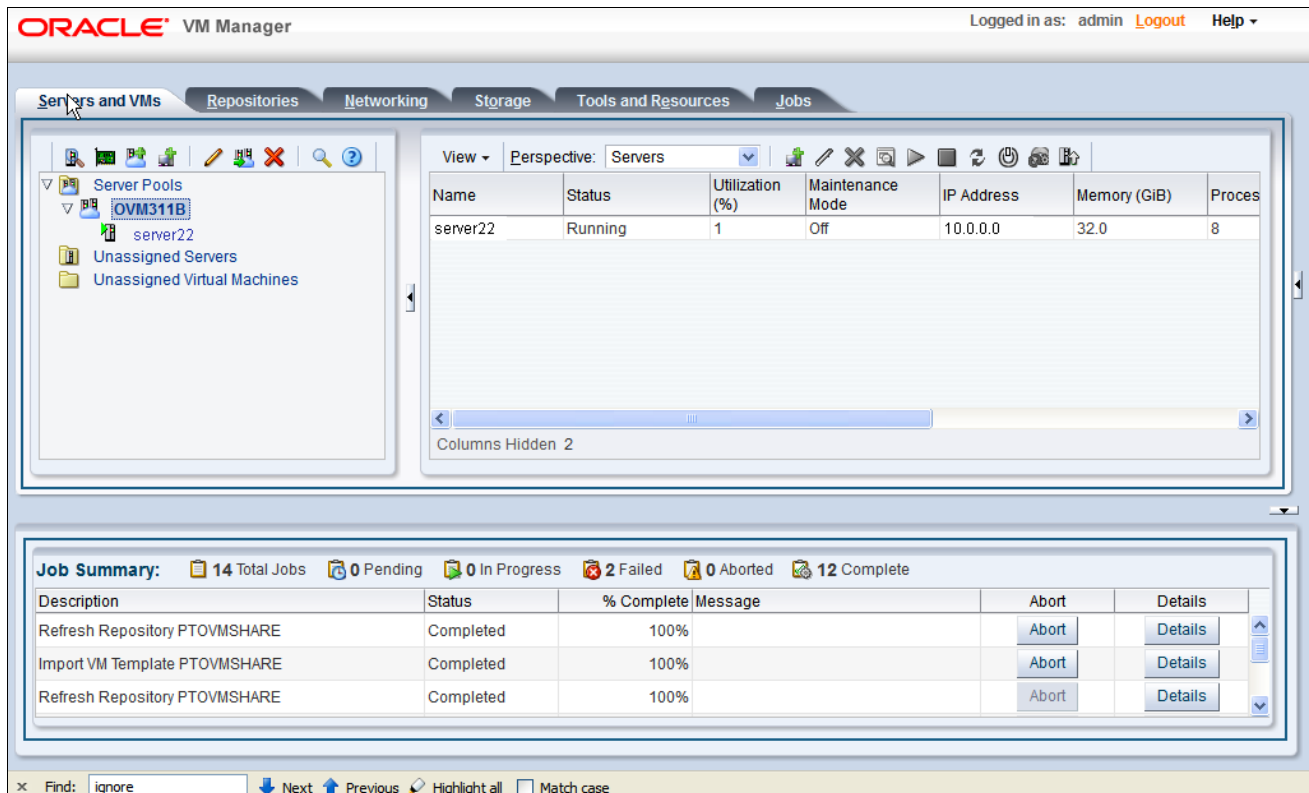 ORACLE VM Manager
Logged in as: admin Logout Help
Servers and VMs Repositories Networking Storage Tools and Resources Jobs
View Perspective: Servers
Server Pools
OVM311B
server22
Unassigned Servers
Unassigned Virtual Machines
Name Status Utilization (%) Maintenance Mode IP Address Memory (GiB) Proces
server22 Running 1 Off 10.0.0.0 32.0 8
Columns Hidden 2
Job Summary: 14 Total Jobs 0 Pending 0 In Progress 2 Failed 0 Aborted 12 Complete
Description Status % Complete Message Abort Details
Refresh Repository PTOVMSHARE Completed 100% Abort Details
Import VM Template PTOVMSHARE Completed 100% Abort Details
Refresh Repository PTOVMSHARE Completed 100% Abort Details
× Find: ignore Next Previous Highlight all Match case